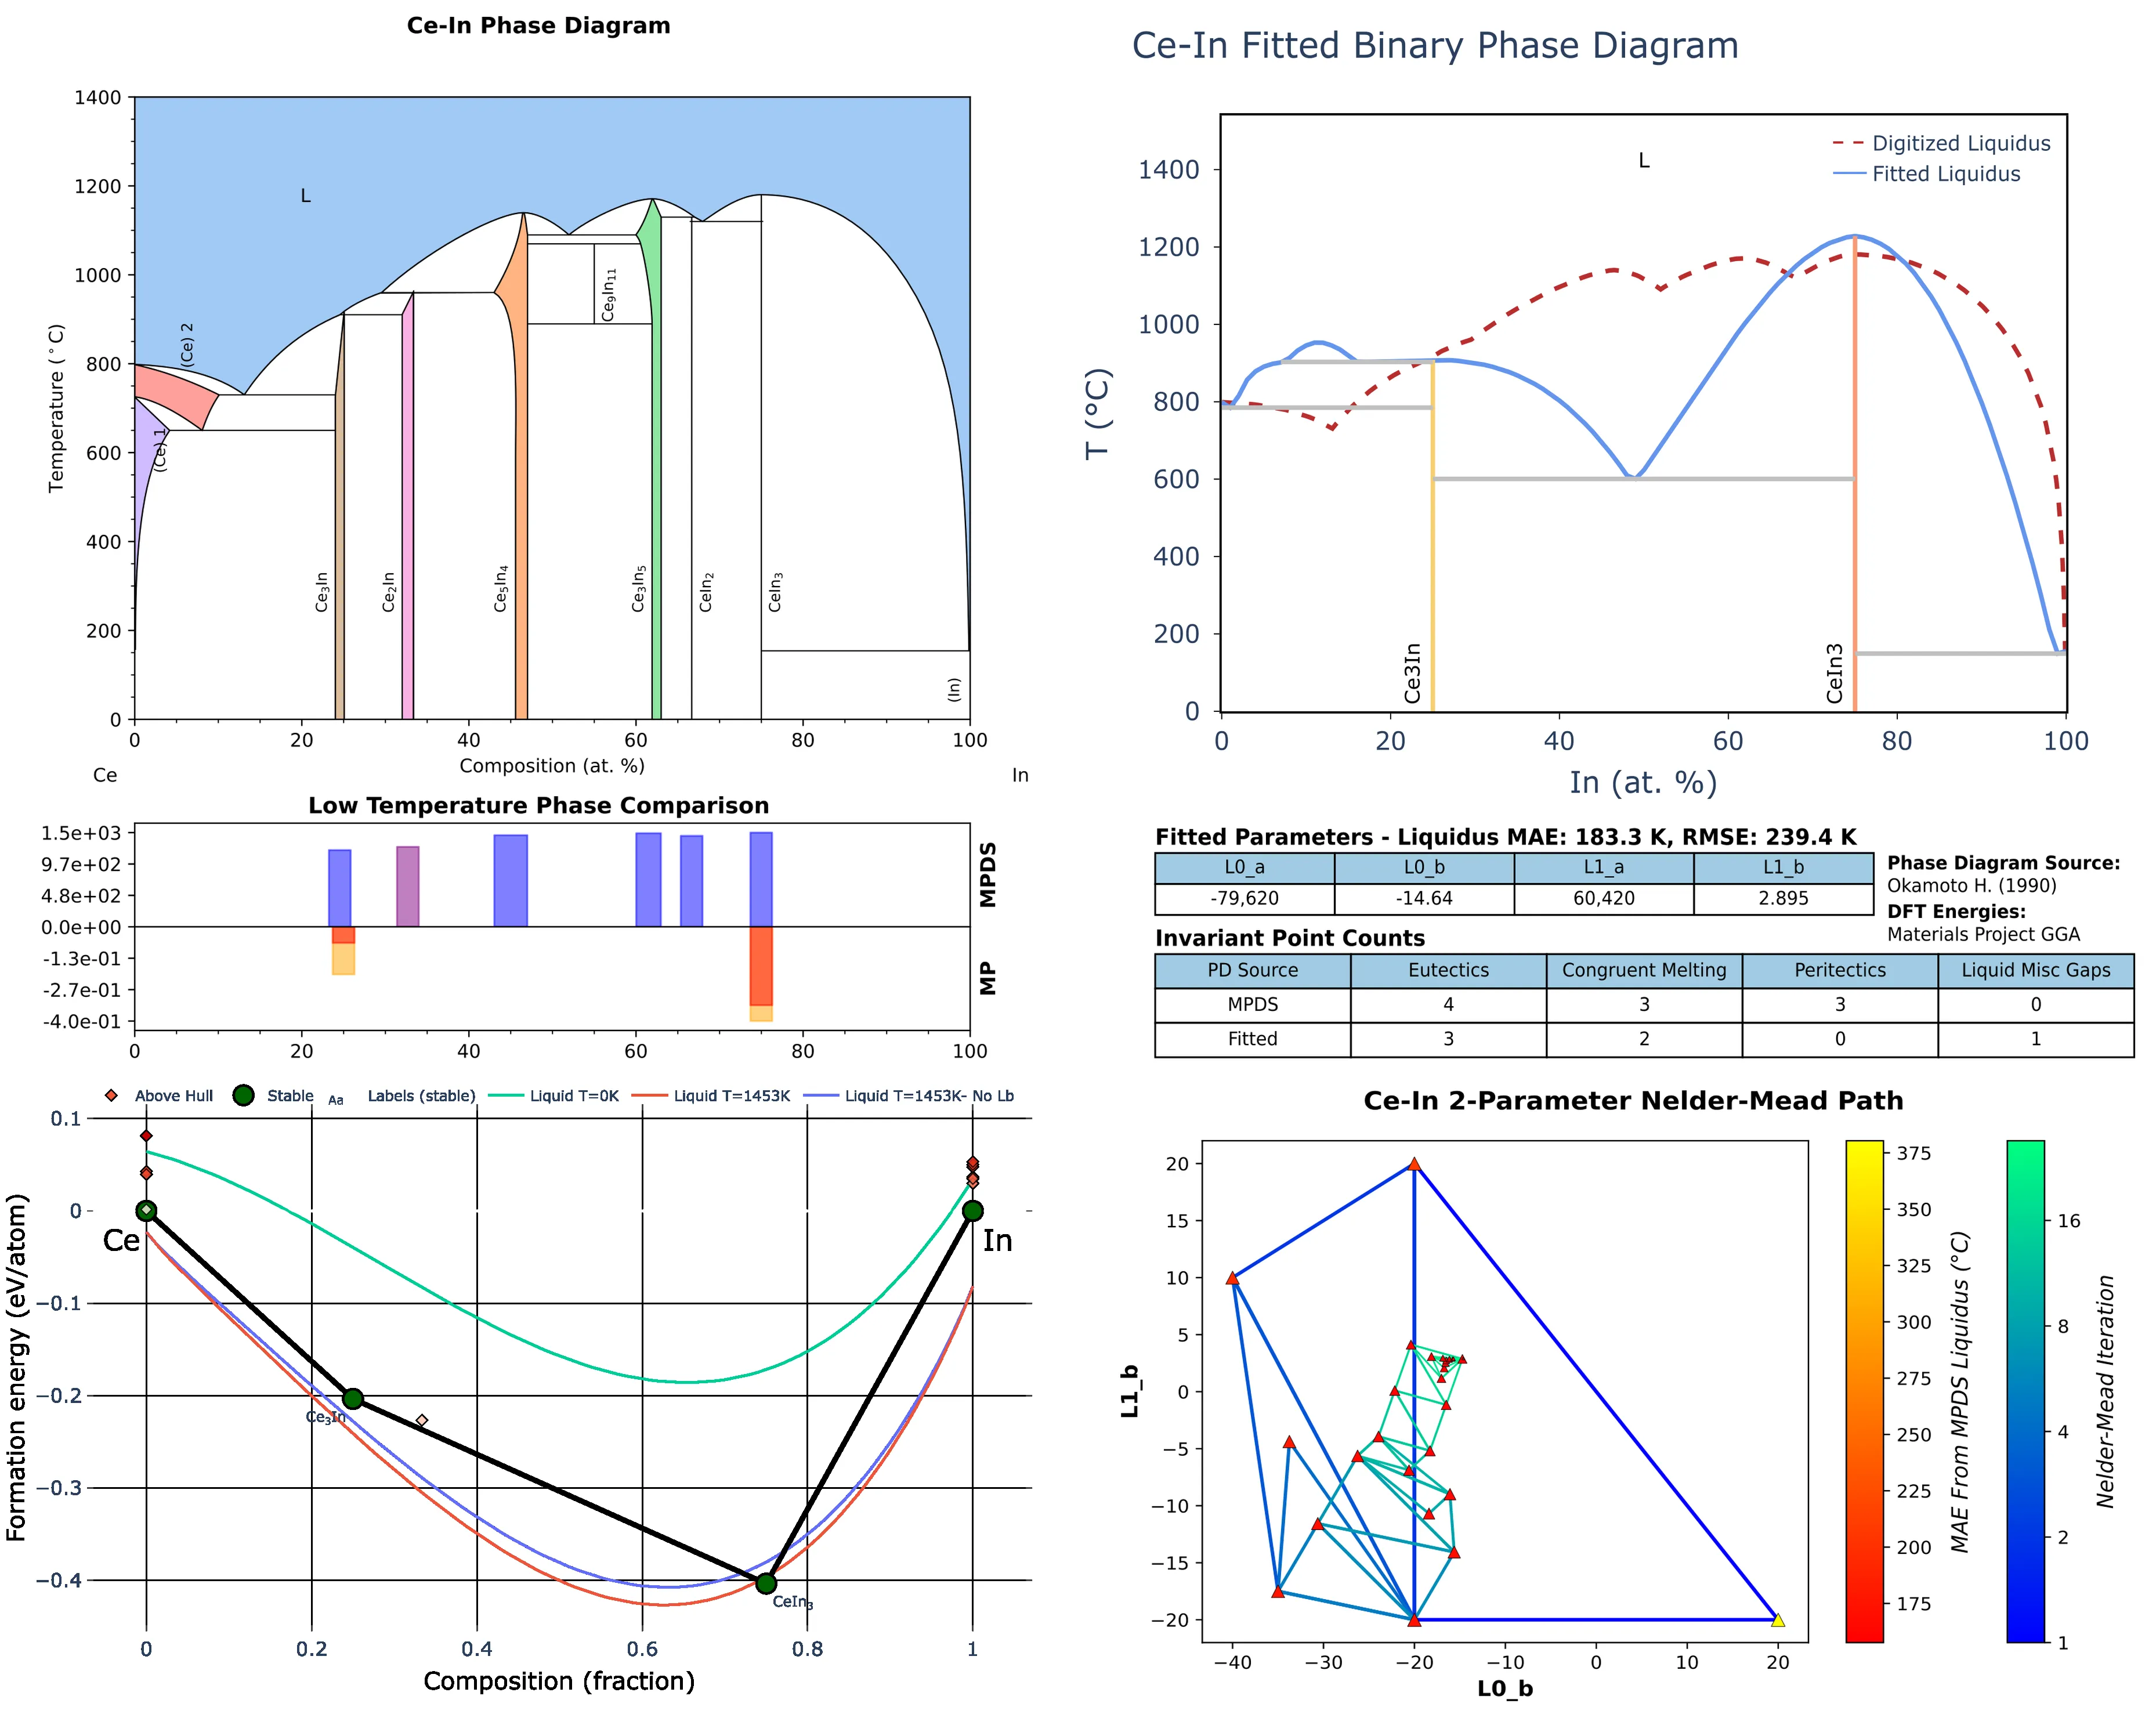 Ce-In Phase Diagram
1400
1200
1000
800
600
400
200
0
Temperature (°C)
L
(Ce) 2
(Ce) 1
Ce3In
Ce2In
Ce5In4
Ce9In11
Ce3In5
CeIn2
CeIn3
(In)
0 20 40 60 80 100
Composition (at. %)
Ce
In
Low Temperature Phase Comparison
1.5e+03
9.7e+02
4.8e+02
0.0e+00
-1.3e-01
-2.7e-01
-4.0e-01
MPDS
MP
0 20 40 60 80 100
Above Hull Stable Aa Labels (stable) Liquid T=0K Liquid T=1453K Liquid T=1453K- No Lb
0.1
0
−0.1
−0.2
−0.3
−0.4
Formation energy (eV/atom)
Ce
In
Ce3In
CeIn3
0 0.2 0.4 0.6 0.8 1
Composition (fraction)
Ce-In Fitted Binary Phase Diagram
L
Digitized Liquidus
Fitted Liquidus
1400
1200
1000
800
600
400
200
0
T (°C)
Ce3In
CeIn3
0 20 40 60 80 100
In (at. %)
Fitted Parameters - Liquidus MAE: 183.3 K, RMSE: 239.4 K
L0_a L0_b L1_a L1_b
-79,620 -14.64 60,420 2.895
Phase Diagram Source:
Okamoto H. (1990)
DFT Energies:
Materials Project GGA
Invariant Point Counts
PD Source Eutectics Congruent Melting Peritectics Liquid Misc Gaps
MPDS 4 3 3 0
Fitted 3 2 0 1
Ce-In 2-Parameter Nelder-Mead Path
20
15
10
5
0
−5
−10
−15
−20
L1_b
−40 −30 −20 −10 0 10 20
L0_b
375
350
325
300
275
250
225
200
175
MAE From MPDS Liquidus (°C)
16
8
4
2
1
Nelder-Mead Iteration